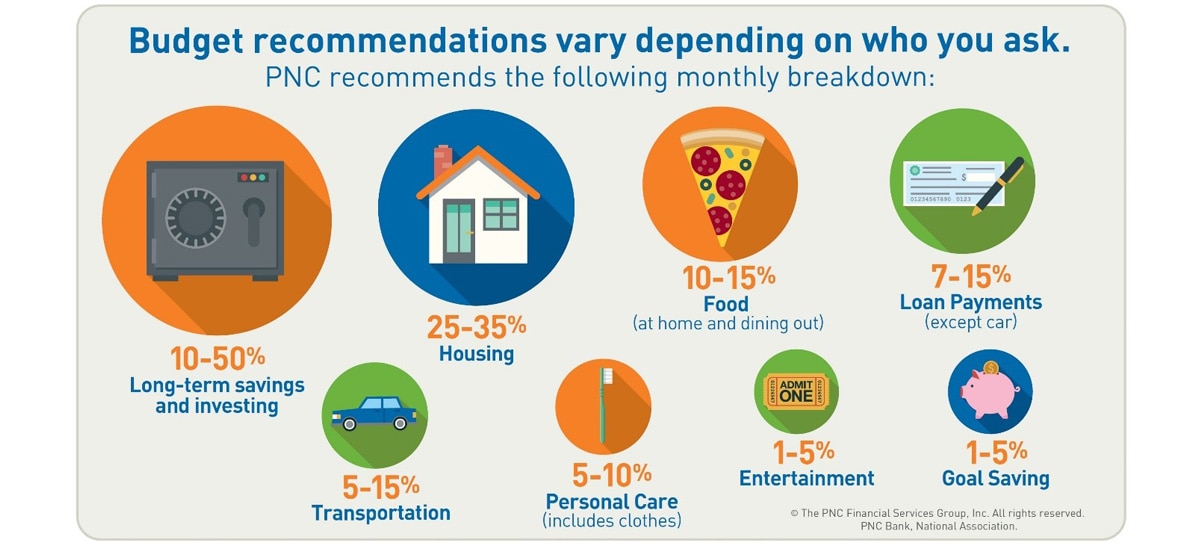 Budget recommendations vary depending on who you ask.
PNC recommends the following monthly breakdown:
10-50%
Long-term savings
and investing
25-35%
Housing
10-15%
Food
(at home and dining out)
$
01234567890 0123
7-15%
Loan Payments
(except car)
5-15%
Transportation
5-10%
Personal Care
(includes clothes)
ADMIT
ONE
1-5%
Entertainment
1-5%
Goal Saving
© The PNC Financial Services Group, Inc. All rights reserved.
PNC Bank, National Association.